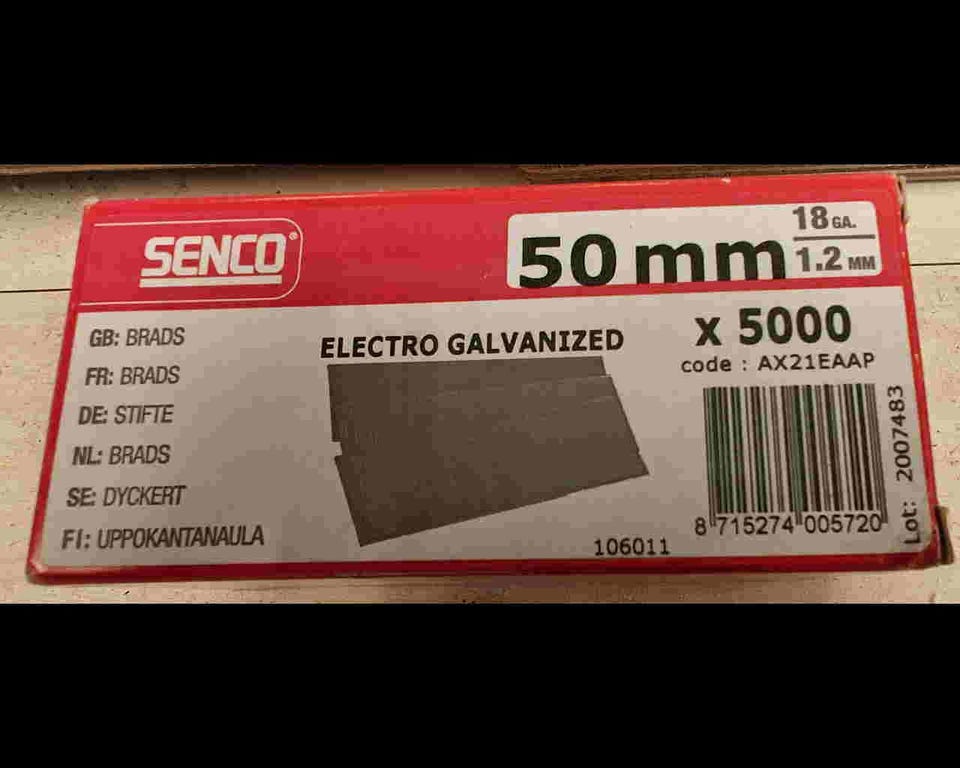 SENCO®
50 mm
18 GA.
1.2 MM
GB: BRADS
FR: BRADS
DE: STIFTE
NL: BRADS
SE: DYCKERT
FI: UPPOKANTANAULA
ELECTRO GALVANIZED
106011
x 5000
code : AX21EAAP
8 715274 005720
Lot: 2007483